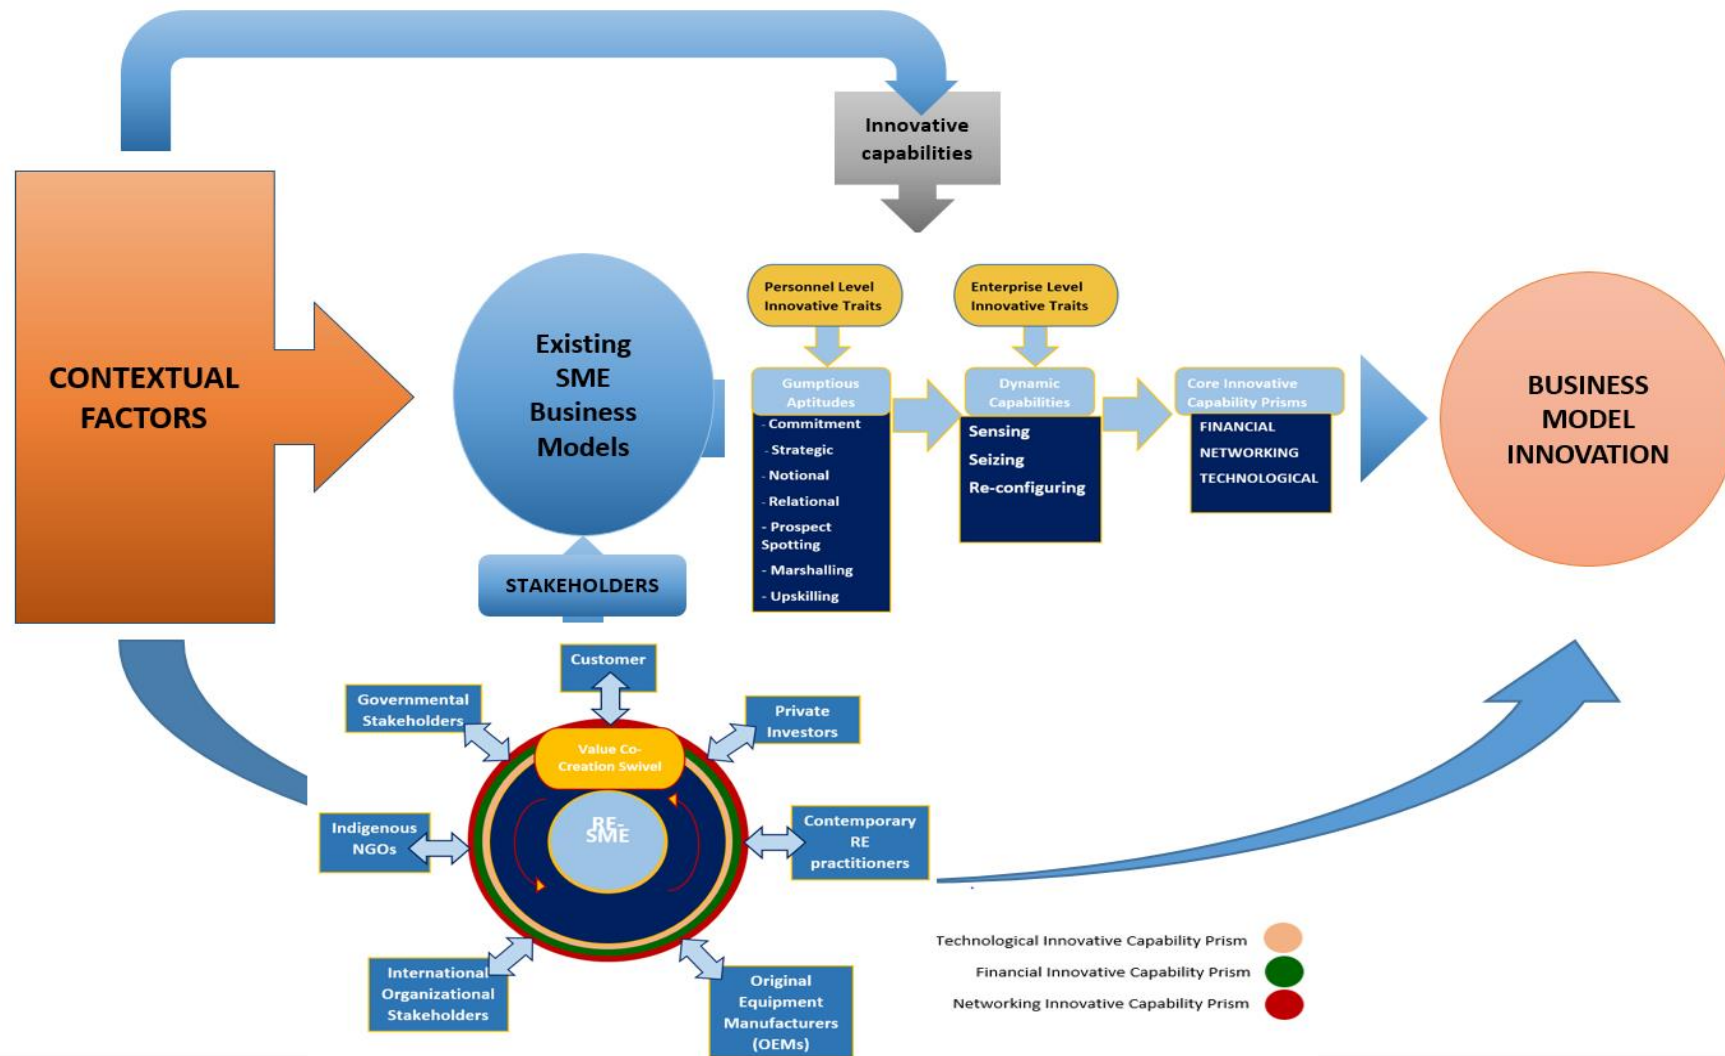 Innovative
capabilities
CONTEXTUAL
FACTORS
Existing
SME
Business
Models
Personnel Level
Innovative Traits
Enterprise Level
Innovative Traits
Gumptious
Aptitudes
- Commitment
- Strategic
- Notional
- Relational
- Prospect
Spotting
- Marshalling
- Upskilling
Dynamic
Capabilities
Sensing
Seizing
Re-configuring
Core Innovative
Capability Prisms
FINANCIAL
NETWORKING
TECHNOLOGICAL
BUSINESS
MODEL
INNOVATION
STAKEHOLDERS
Customer
Governmental
Stakeholders
Private
Investors
Value Co-
Creation Swivel
RE-
SME
Indigenous
NGOs
Contemporary
RE
practitioners
International
Organizational
Stakeholders
Original
Equipment
Manufacturers
(OEMs)
Technological Innovative Capability Prism
Financial Innovative Capability Prism
Networking Innovative Capability Prism